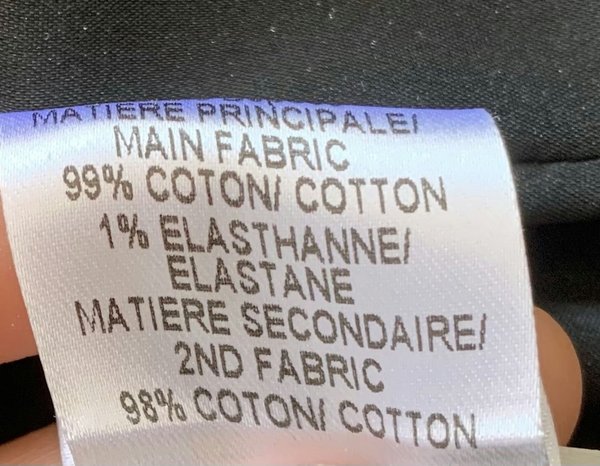 MATIERE PRINCIPALE/
MAIN FABRIC
99% COTON/ COTTON
1% ELASTHANNE/
ELASTANE
MATIERE SECONDAIRE/
2ND FABRIC
98% COTON/ COTTON